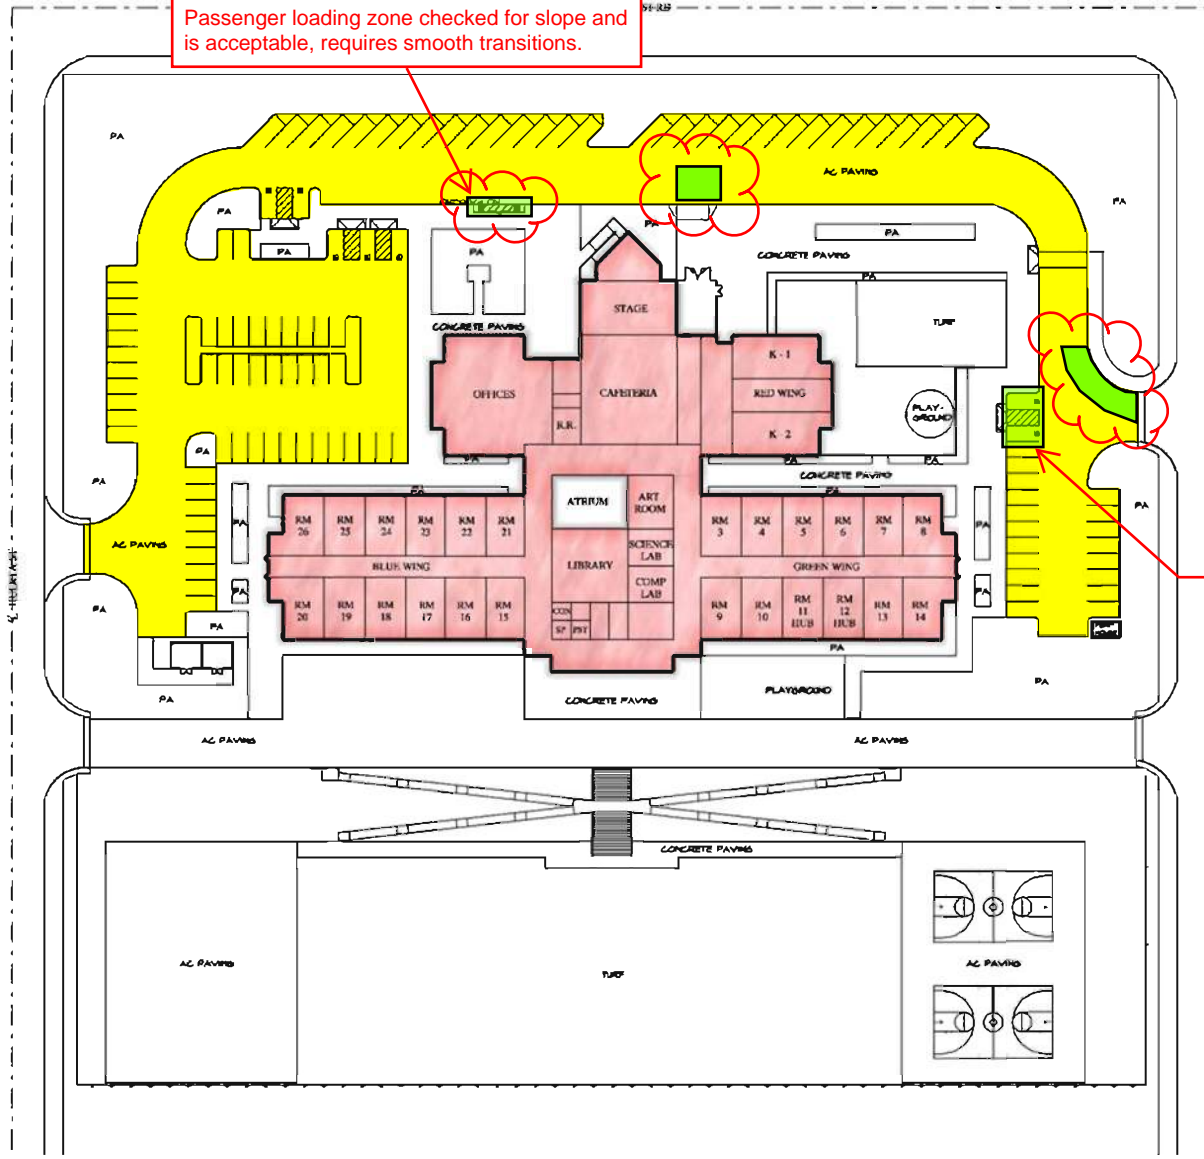 Passenger loading zone checked for slope and
is acceptable, requires smooth transitions.
PA
AC PAVING
PA
PA
PA
PA
PA
PA
PA
CONCRETE PAVING
PA
STAGE
TURF
CONCRETE PAVING
K - 1
OFFICES
CAFETERIA
RED WING
PLAY-
GROUND
R.R.
K - 2
PA
PA
PA
PA
CONCRETE PAVING
PA
PA
ATRIUM
ART
ROOM
PA
PA
PA
RM
26
RM
25
RM
24
RM
23
RM
22
RM
21
RM
3
RM
4
RM
5
RM
6
RM
7
RM
8
AC PAVING
SCIENCE
LAB
BLUE WING
LIBRARY
GREEN WING
COMP
LAB
PA
PA
PA
RM
20
RM
19
RM
18
RM
17
RM
16
RM
15
RM
9
RM
10
RM
11
HUB
RM
12
HUB
RM
13
RM
14
PA
PA
PA
PLAYGROUND
PA
CONCRETE PAVING
AC PAVING
AC PAVING
CONCRETE PAVING
AC PAVING
TURF
AC PAVING